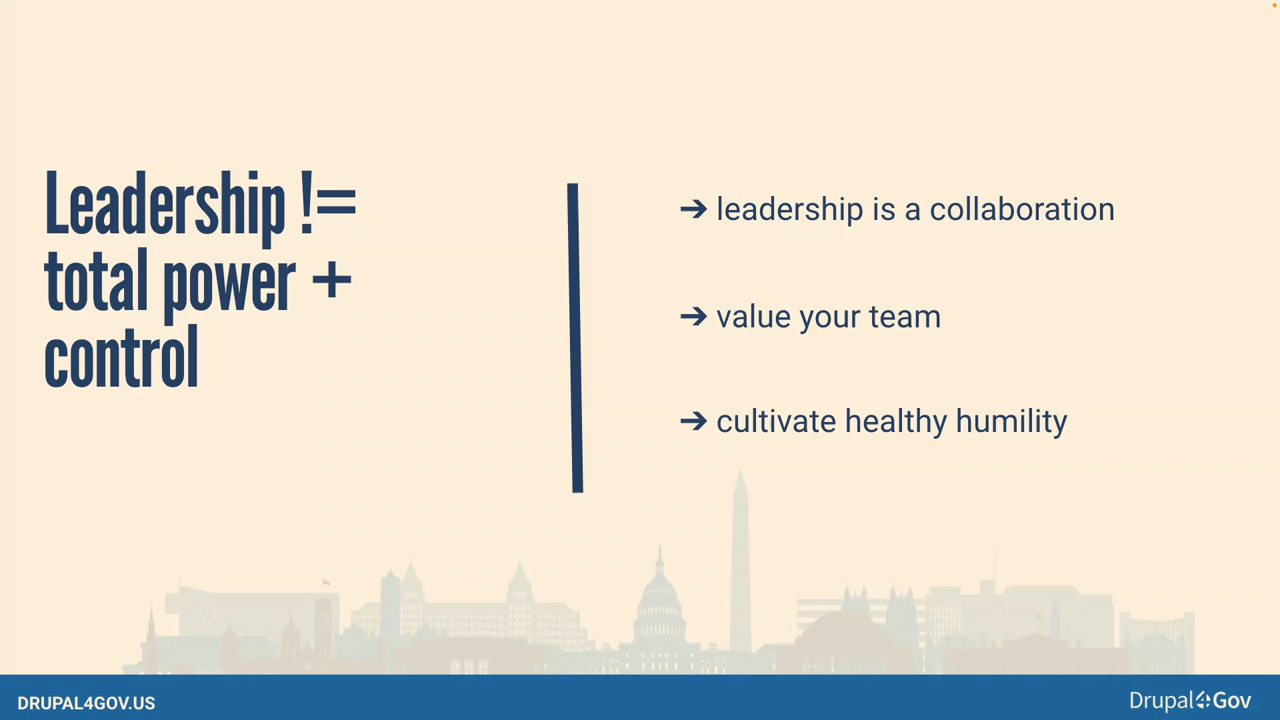 Leadership !=
total power +
control
➔ leadership is a collaboration
➔ value your team
➔ cultivate healthy humility
DRUPAL4GOV.US
Drupal4Gov